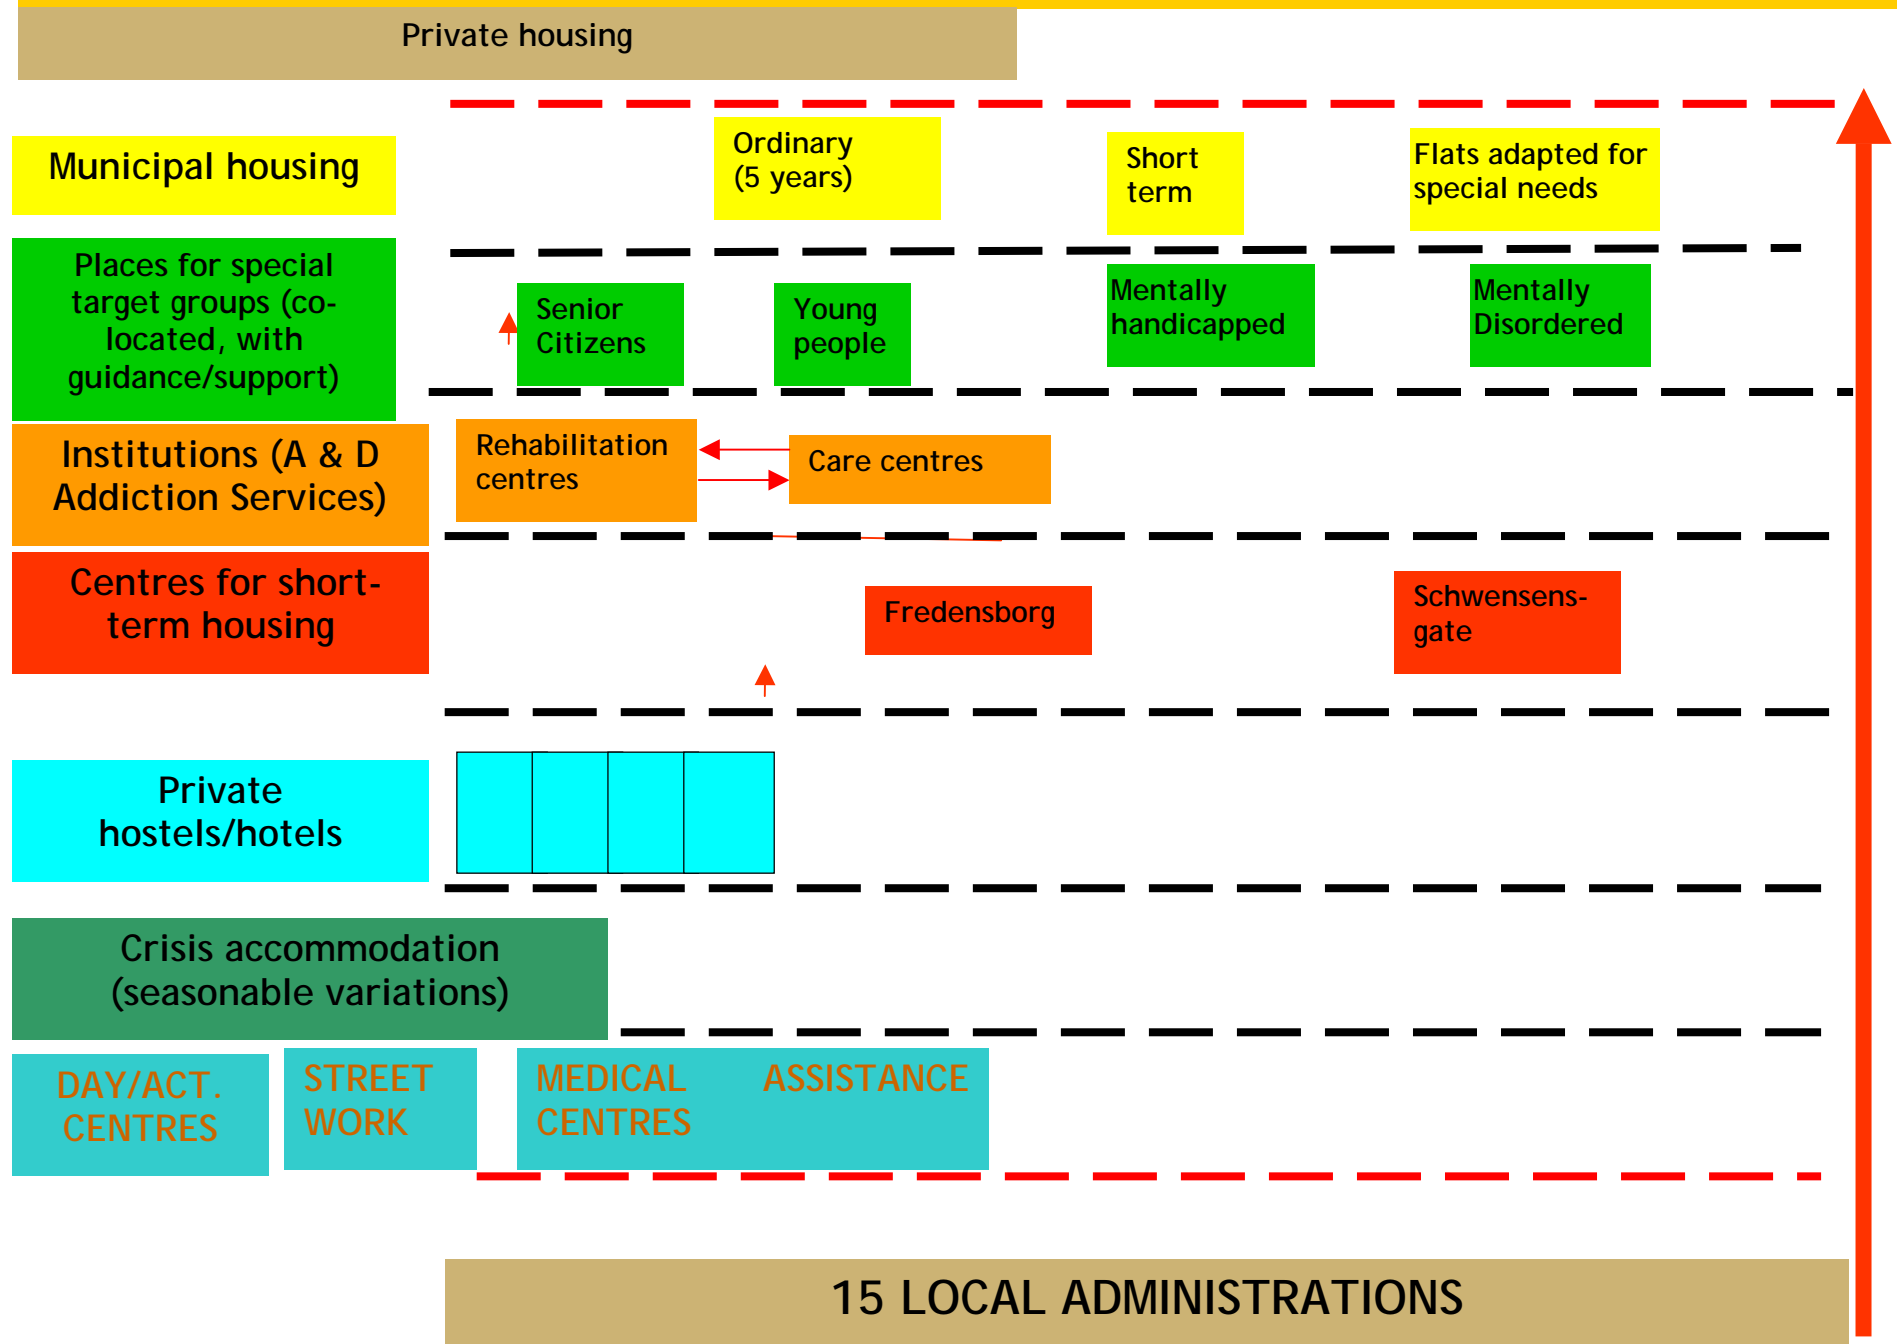 Private housing
Municipal housing
Ordinary
(5 years)
Short
term
Flats adapted for
special needs
Places for special
target groups (co-
located, with
guidance/support)
Senior
Citizens
Young
people
Mentally
handicapped
Mentally
Disordered
Institutions (A & D
Addiction Services)
Rehabilitation
centres
Care centres
Centres for short-
term housing
Fredensborg
Schwensens-
gate
Private
hostels/hotels
Crisis accommodation
(seasonable variations)
DAY/ACT.
CENTRES
STREET
WORK
MEDICAL ASSISTANCE
CENTRES
15 LOCAL ADMINISTRATIONS